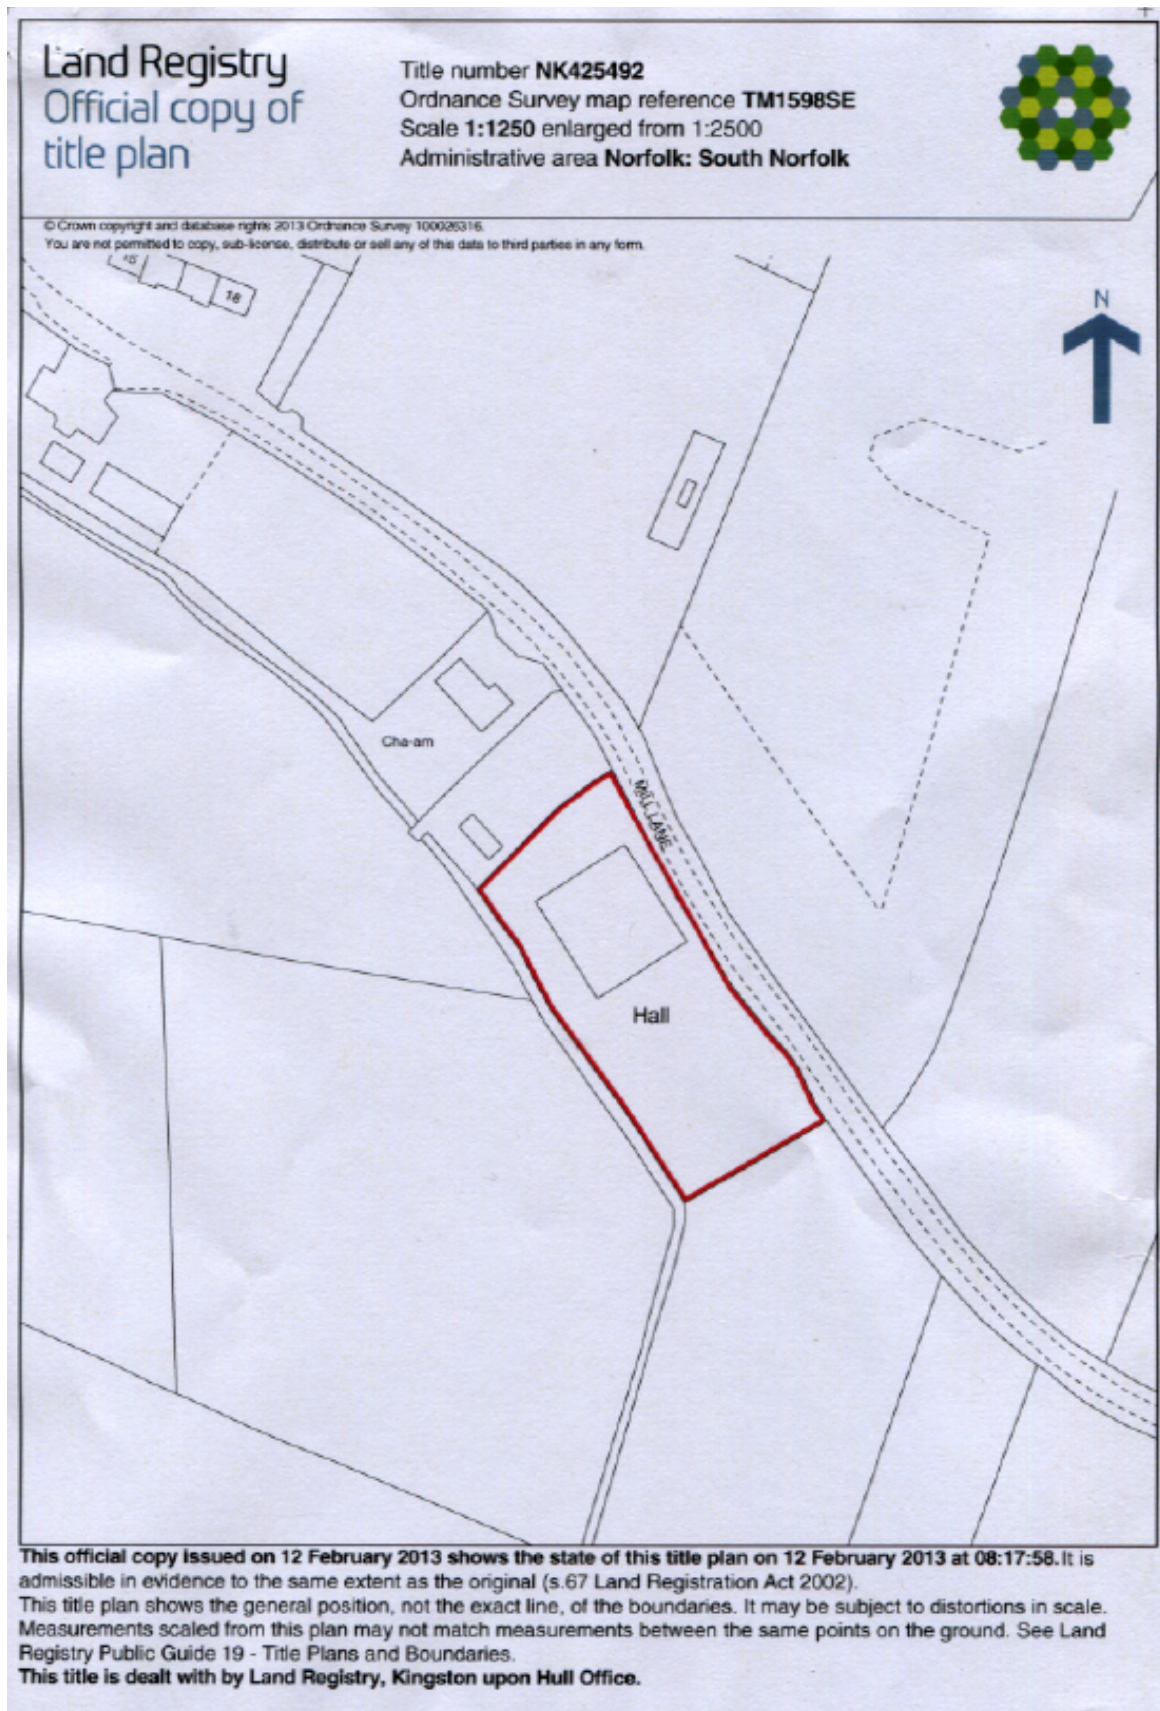 Land Registry
Official copy of
title plan
Title number NK425492
Ordnance Survey map reference TM1598SE
Scale 1:1250 enlarged from 1:2500
Administrative area Norfolk: South Norfolk
© Crown copyright and database rights 2013 Ordnance Survey 100026316.
You are not permitted to copy, sub-license, distribute or sell any of this data to third parties in any form.
15
18
N
Cha-am
MILL LANE
Hall
This official copy issued on 12 February 2013 shows the state of this title plan on 12 February 2013 at 08:17:58. It is
admissible in evidence to the same extent as the original (s.67 Land Registration Act 2002).
This title plan shows the general position, not the exact line, of the boundaries. It may be subject to distortions in scale.
Measurements scaled from this plan may not match measurements between the same points on the ground. See Land
Registry Public Guide 19 - Title Plans and Boundaries.
This title is dealt with by Land Registry, Kingston upon Hull Office.